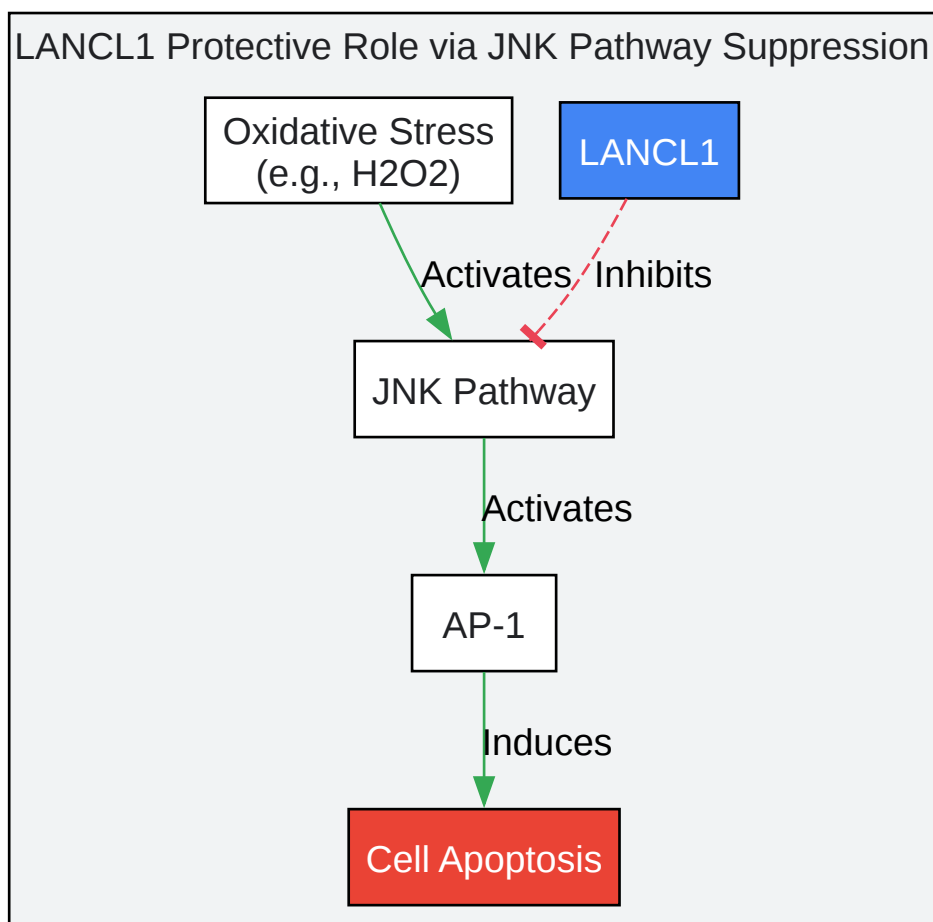 LANCL1 Protective Role via JNK Pathway Suppression
Oxidative Stress
(e.g., H2O2)
LANCL1
Activates
Inhibits
JNK Pathway
Activates
AP-1
Induces
Cell Apoptosis